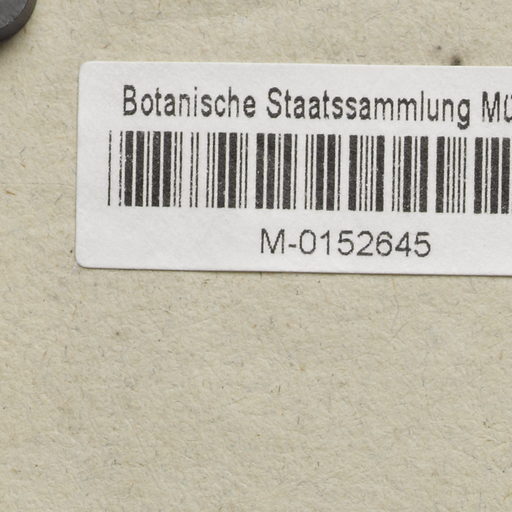 Botanische Staatssammlung Mü
M-0152645